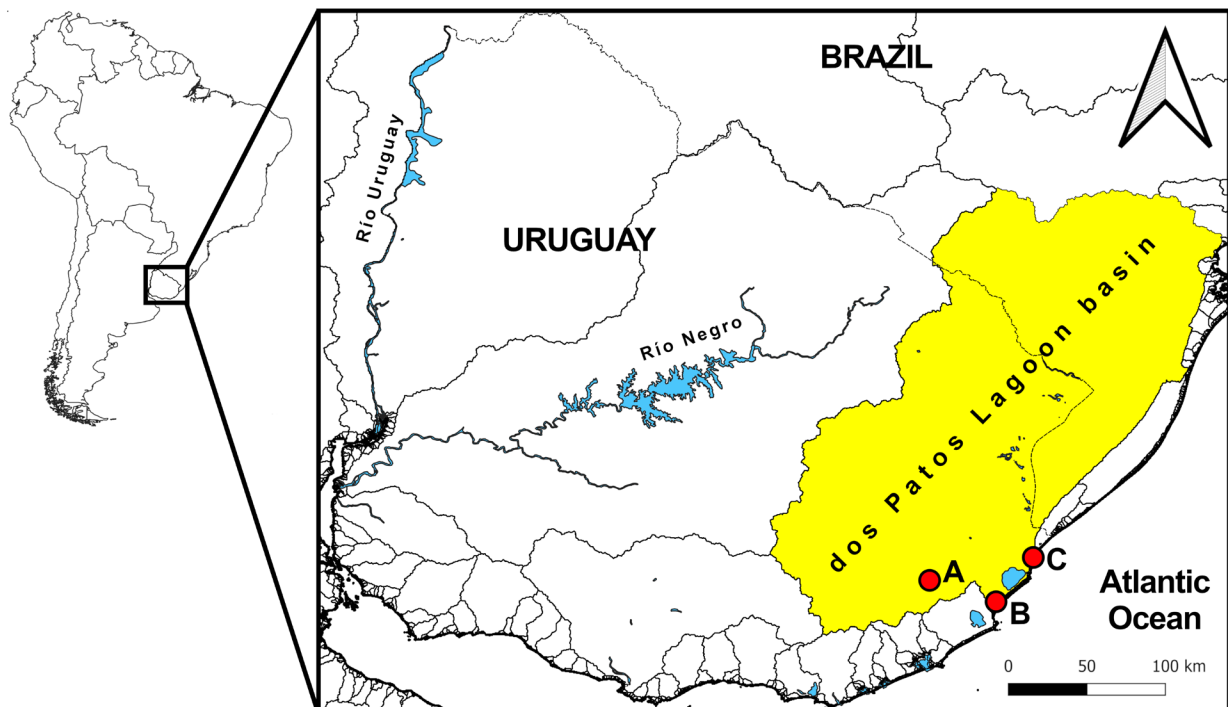 BRAZIL
Río Uruguay
URUGUAY
Río Negro
dos Patos Lagoon basin
A
B
C
Atlantic
Ocean
0 50 100 km